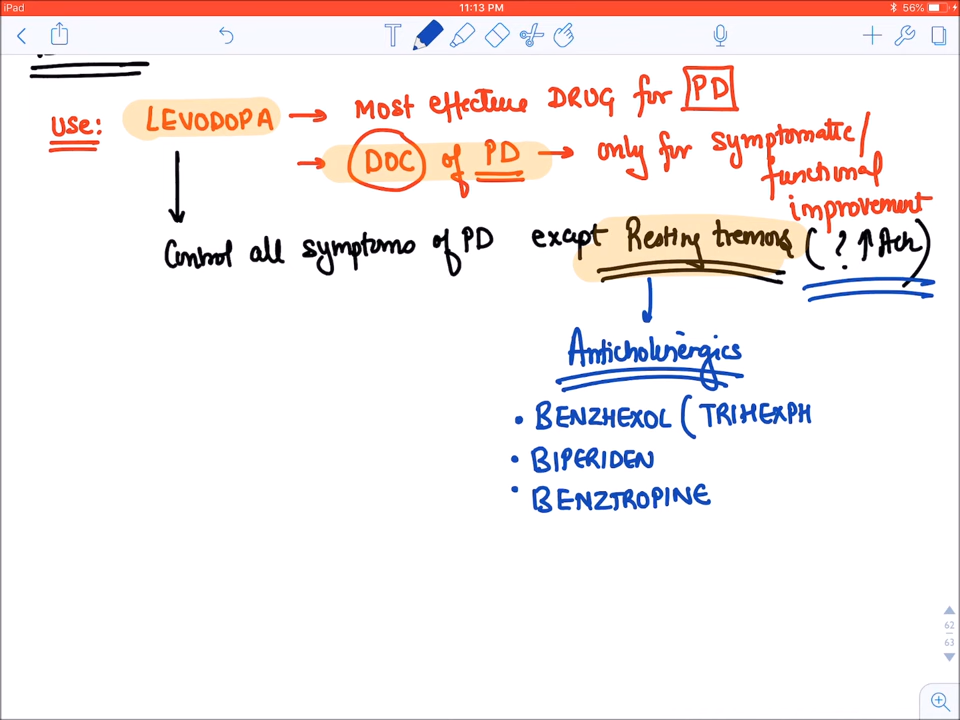 iPad 11:13 PM 56%
T
Use: LEVODOPA → Most effective DRUG for PD
→ DOC of PD → only for symptomatic /
functional
improvement
Control all symptoms of PD except Resting tremors (? ↑ Ach)
Anticholenergics
• BENZHEXOL (TRIHEXPH
• BIPERIDEN
• BENZTROPINE
62
63